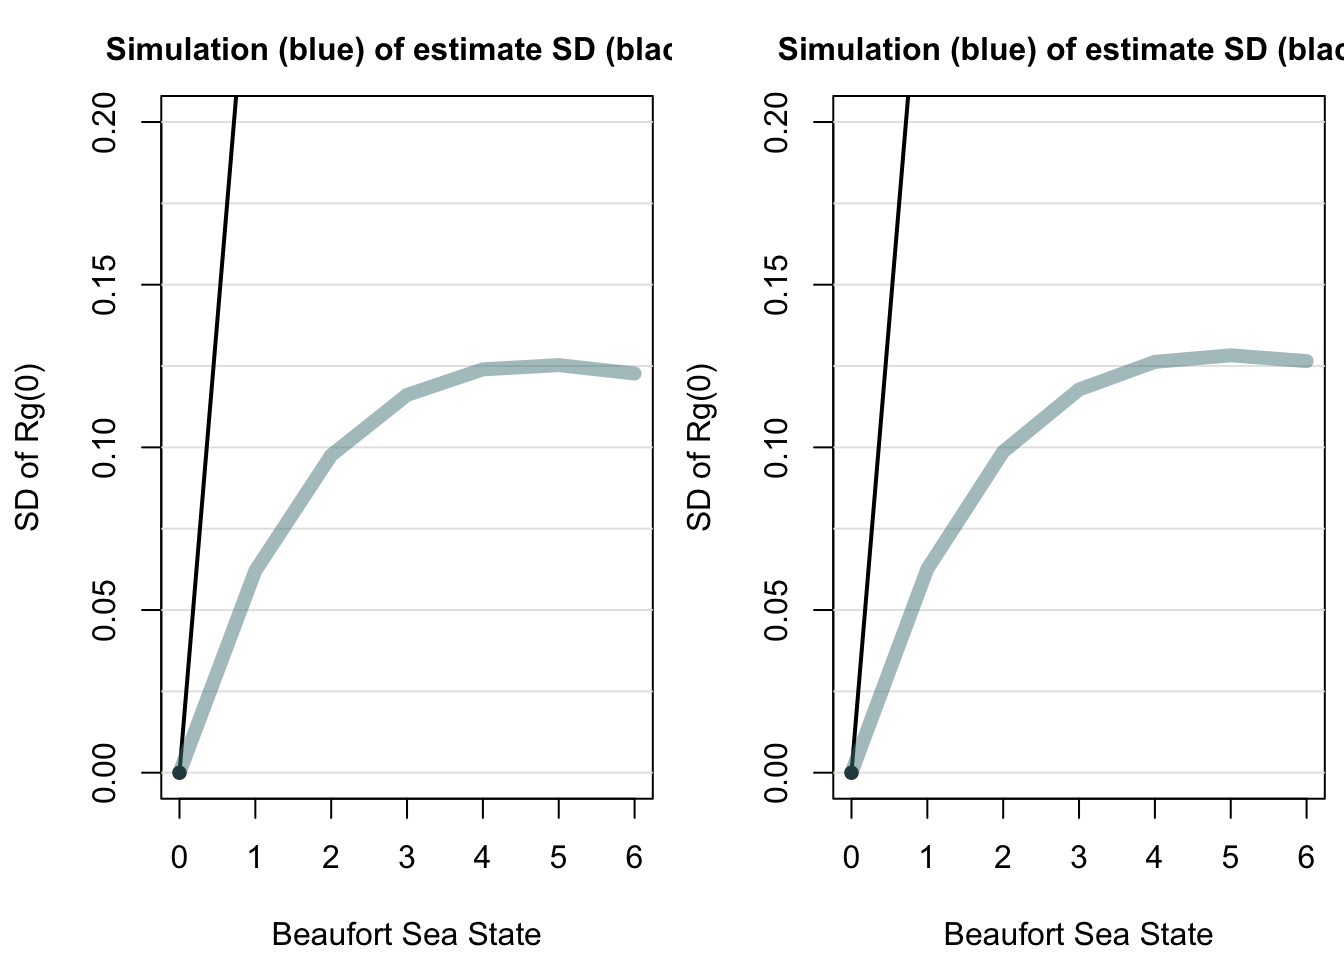 Simulation (blue) of estimate SD (blac
SD of Rg(0)
0.20
0.15
0.10
0.05
0.00
0 1 2 3 4 5 6
Beaufort Sea State
Simulation (blue) of estimate SD (blac
SD of Rg(0)
0.20
0.15
0.10
0.05
0.00
0 1 2 3 4 5 6
Beaufort Sea State